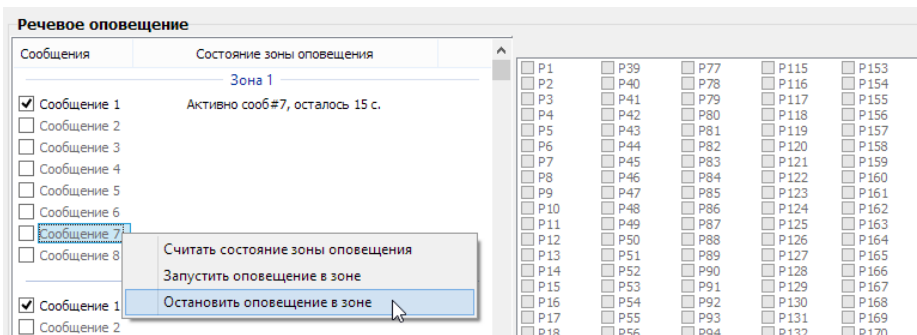 Речевое оповещение
Сообщения Состояние зоны оповещения
Зона 1
Сообщение 1 Активно сооб#7, осталось 15 с.
Сообщение 2
Сообщение 3
Сообщение 4
Сообщение 5
Сообщение 6
Сообщение 7
Сообщение 8
Считать состояние зоны оповещения
Запустить оповещение в зоне
Остановить оповещение в зоне
Сообщение 1
Сообщение 2
P1 P39 P77 P115 P153
P2 P40 P78 P116 P154
P3 P41 P79 P117 P155
P4 P42 P80 P118 P156
P5 P43 P81 P119 P157
P6 P44 P82 P120 P158
P7 P45 P83 P121 P159
P8 P46 P84 P122 P160
P9 P47 P85 P123 P161
P10 P48 P86 P124 P162
P11 P49 P87 P125 P163
P12 P50 P88 P126 P164
P13 P51 P89 P127 P165
P14 P52 P90 P128 P166
P15 P53 P91 P129 P167
P16 P54 P92 P130 P168
P17 P55 P93 P131 P169
P18 P56 P94 P132 P170